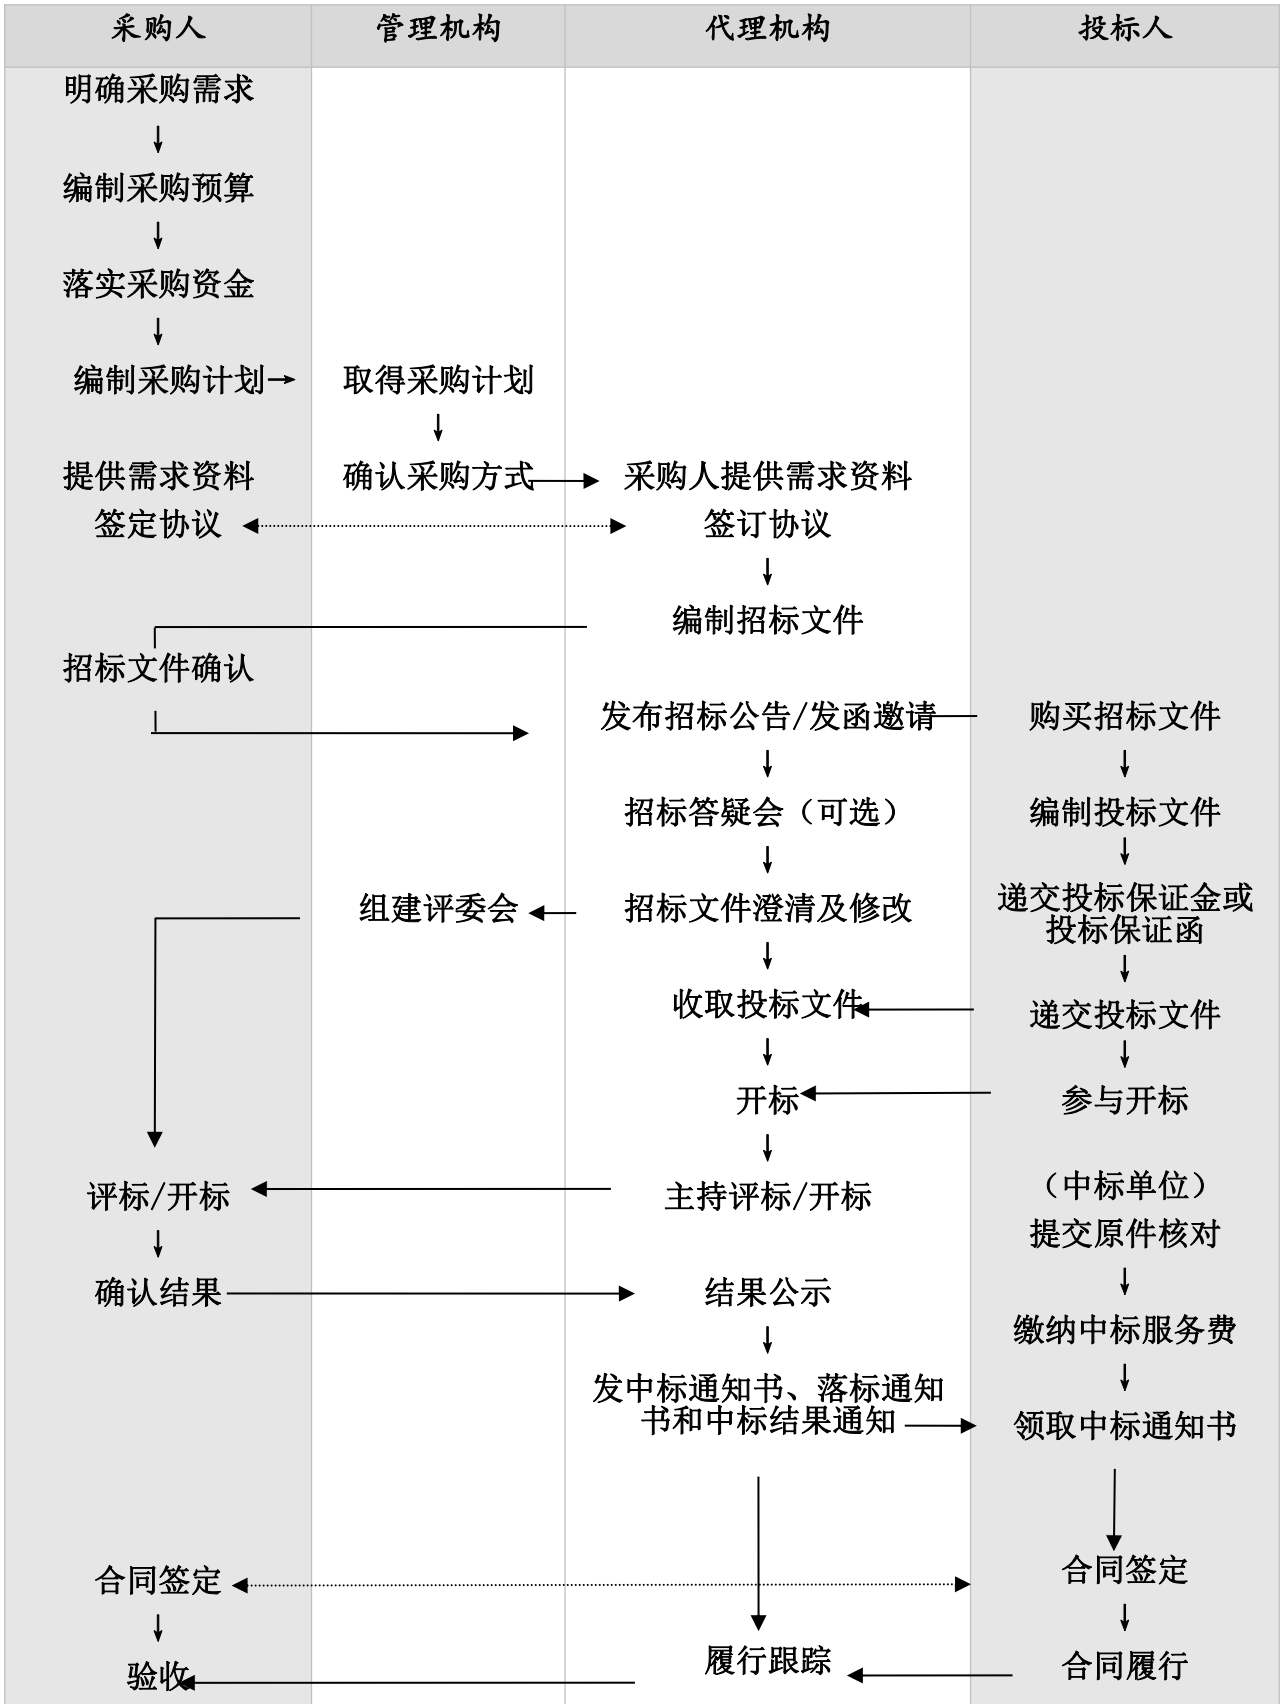 采购人 管理机构 代理机构 投标人
明确采购需求
编制采购预算
落实采购资金
编制采购计划 取得采购计划
提供需求资料 确认采购方式 采购人提供需求资料
签定协议 签订协议
编制招标文件
招标文件确认
发布招标公告/发函邀请 购买招标文件
招标答疑会（可选） 编制投标文件
组建评委会 招标文件澄清及修改 递交投标保证金或
投标保证函
收取投标文件 递交投标文件
开标 参与开标
（中标单位）
评标/开标 主持评标/开标
提交原件核对
确认结果 结果公示
缴纳中标服务费
发中标通知书、落标通知
书和中标结果通知 领取中标通知书
合同签定 合同签定
验收 履行跟踪 合同履行